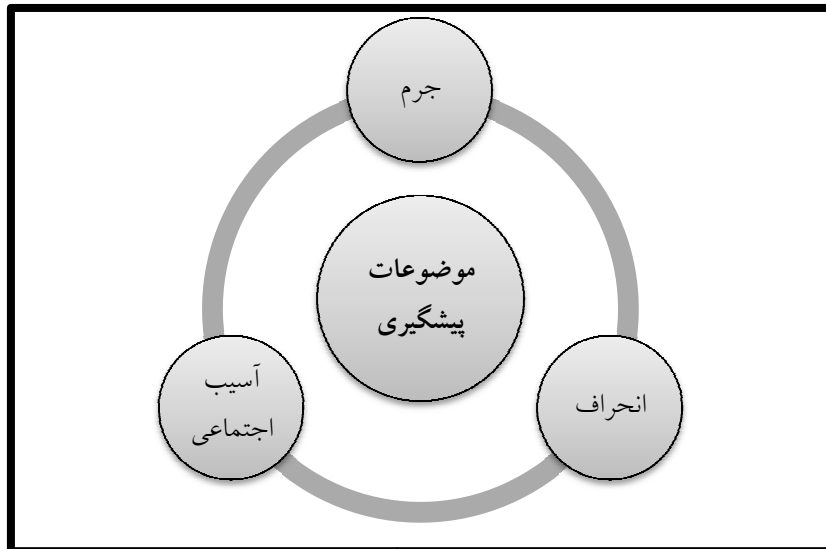 جرم
موضوعات
پیشگیری
انحراف
آسیب
اجتماعی